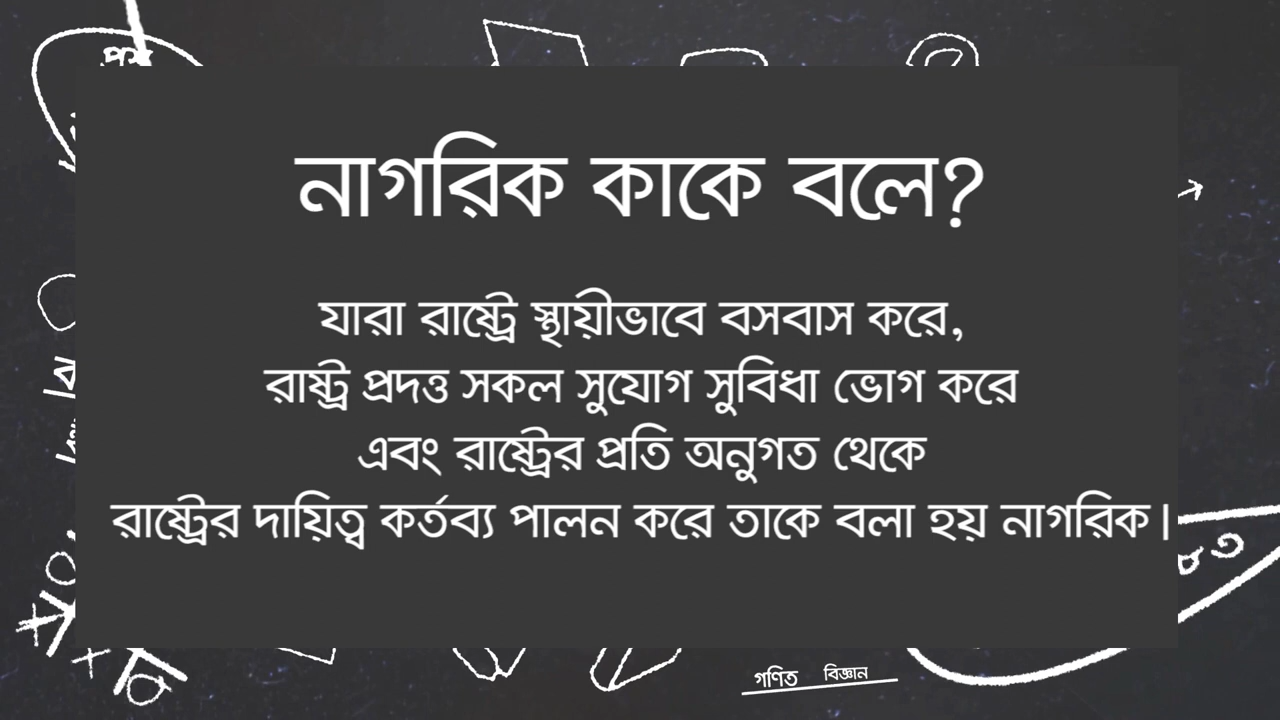 নাগরিক কাকে বলে?
যারা রাষ্ট্রে স্থায়ীভাবে বসবাস করে,
রাষ্ট্র প্রদত্ত সকল সুযোগ সুবিধা ভোগ করে
এবং রাষ্ট্রের প্রতি অনুগত থেকে
রাষ্ট্রের দায়িত্ব কর্তব্য পালন করে তাকে বলা হয় নাগরিক।
গণিত বিজ্ঞান